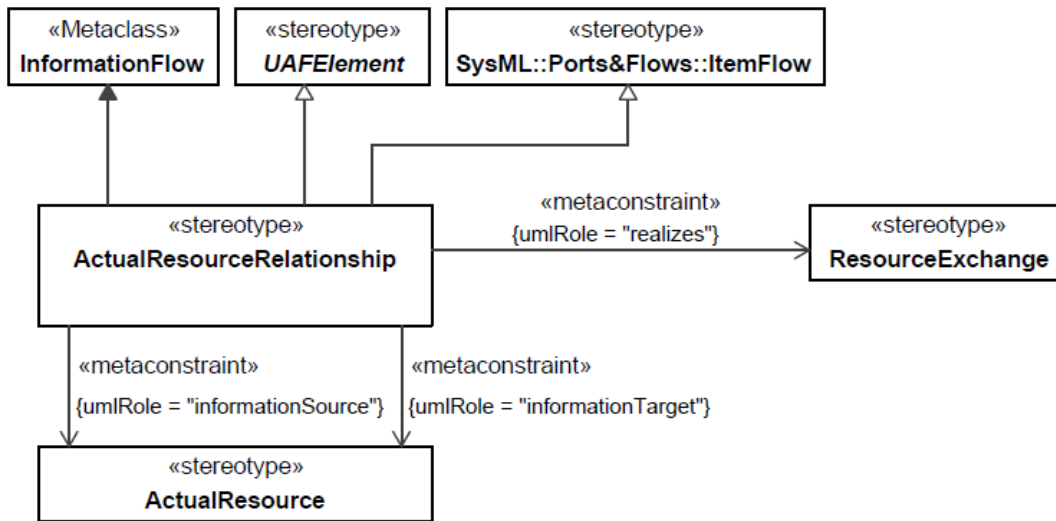 «Metaclass»
InformationFlow
«stereotype»
UAFElement
«stereotype»
SysML::Ports&Flows::ItemFlow
«stereotype»
ActualResourceRelationship
«metaconstraint»
{umlRole = "realizes"}
«stereotype»
ResourceExchange
«metaconstraint»
{umlRole = "informationSource"}
«metaconstraint»
{umlRole = "informationTarget"}
«stereotype»
ActualResource